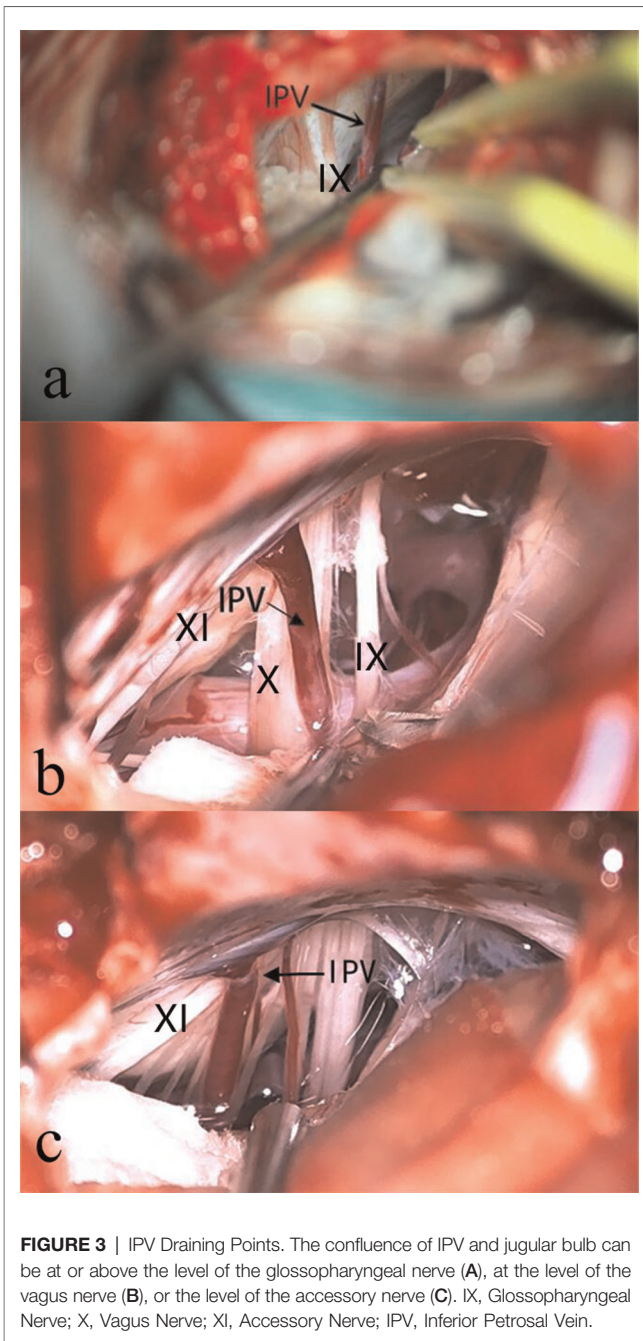 IPV
IX
a
IPV
XI
X
IX
b
IPV
XI
c
FIGURE 3 | IPV Draining Points. The confluence of IPV and jugular bulb can
be at or above the level of the glossopharyngeal nerve (A), at the level of the
vagus nerve (B), or the level of the accessory nerve (C). IX, Glossopharyngeal
Nerve; X, Vagus Nerve; XI, Accessory Nerve; IPV, Inferior Petrosal Vein.